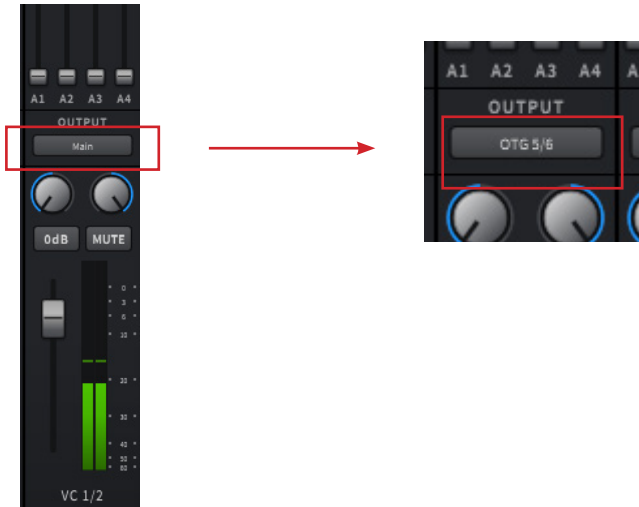 A1 A2 A3 A4
OUTPUT
Main
0dB MUTE
0
3
6
10
20
30
40
50
60
VC 1/2
A1 A2 A3 A4 A
OUTPUT
OTG 5/6